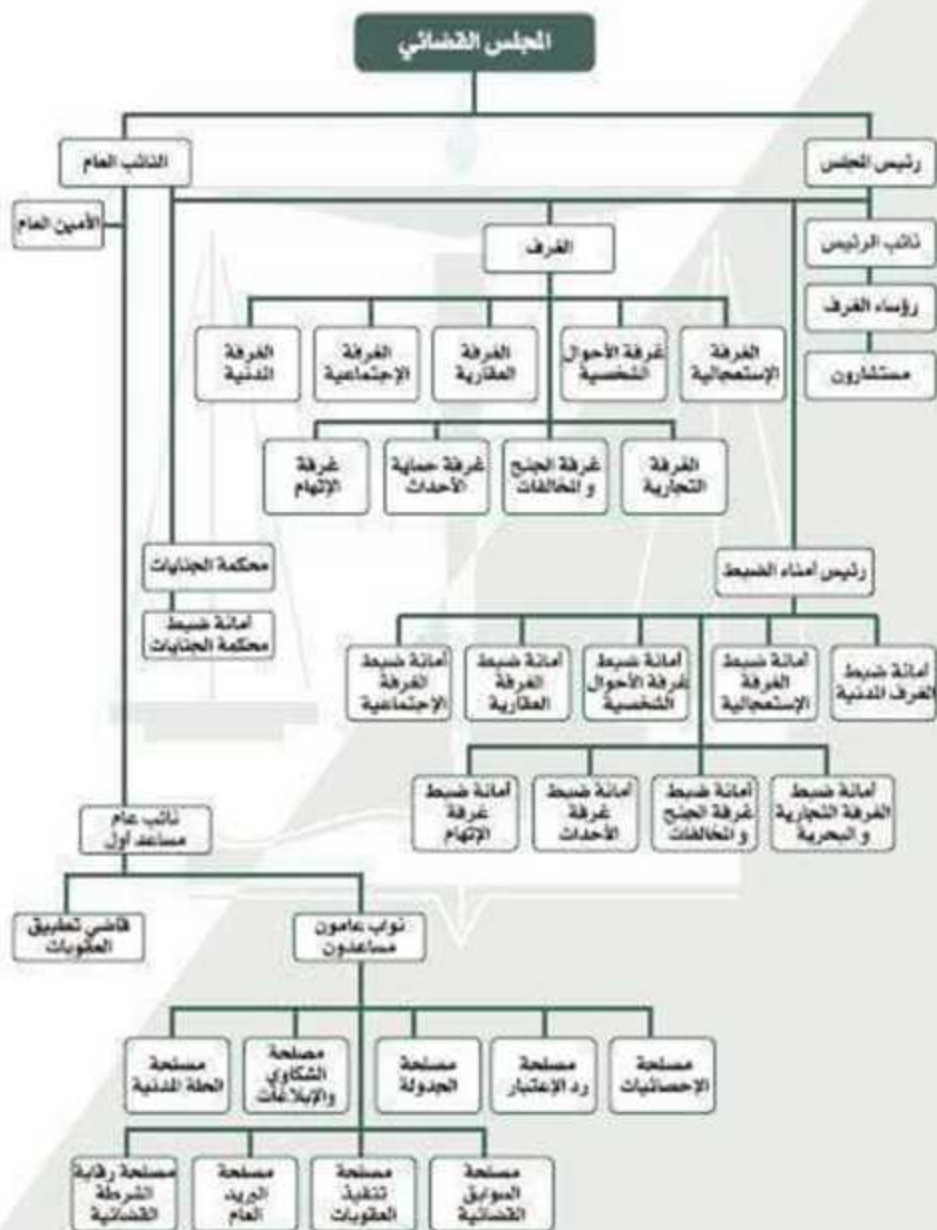 المجلس القضائي
رئيس المجلس
النائب العام
الأمين العام
نائب الرئيس
رؤساء الغرف
مستشارون
الغرف
الغرفة
الإستعجالية
غرفة الأحوال
الشخصية
الغرفة
العقارية
الغرفة
الإجتماعية
الغرفة
المدنية
الغرفة
التجارية
غرفة الجنح
والمخالفات
غرفة حماية
الأحداث
غرفة
الإتهام
محكمة الجنايات
أمانة ضبط
محكمة الجنايات
رئيس أمناء الضبط
أمانة ضبط
الغرف المدنية
أمانة ضبط
الغرفة
الإستعجالية
أمانة ضبط
غرفة الأحوال
الشخصية
أمانة ضبط
الغرفة
العقارية
أمانة ضبط
الغرفة
الإجتماعية
أمانة ضبط
الغرفة التجارية
والبحرية
أمانة ضبط
غرفة الجنح
والمخالفات
أمانة ضبط
غرفة
الأحداث
أمانة ضبط
غرفة
الإتهام
نائب عام
مساعد أول
نواب عامون
مساعدون
قاضي تطبيق
العقوبات
مصلحة
الإحصائيات
مصلحة
رد الإعتبار
مصلحة
الجدولة
مصلحة
الشكاوي
والإبلاغات
مصلحة
الحالة المدنية
مصلحة
السوابق
القضائية
مصلحة
تنفيذ
العقوبات
مصلحة
البريد
العام
مصلحة رقابة
الشرطة
القضائية